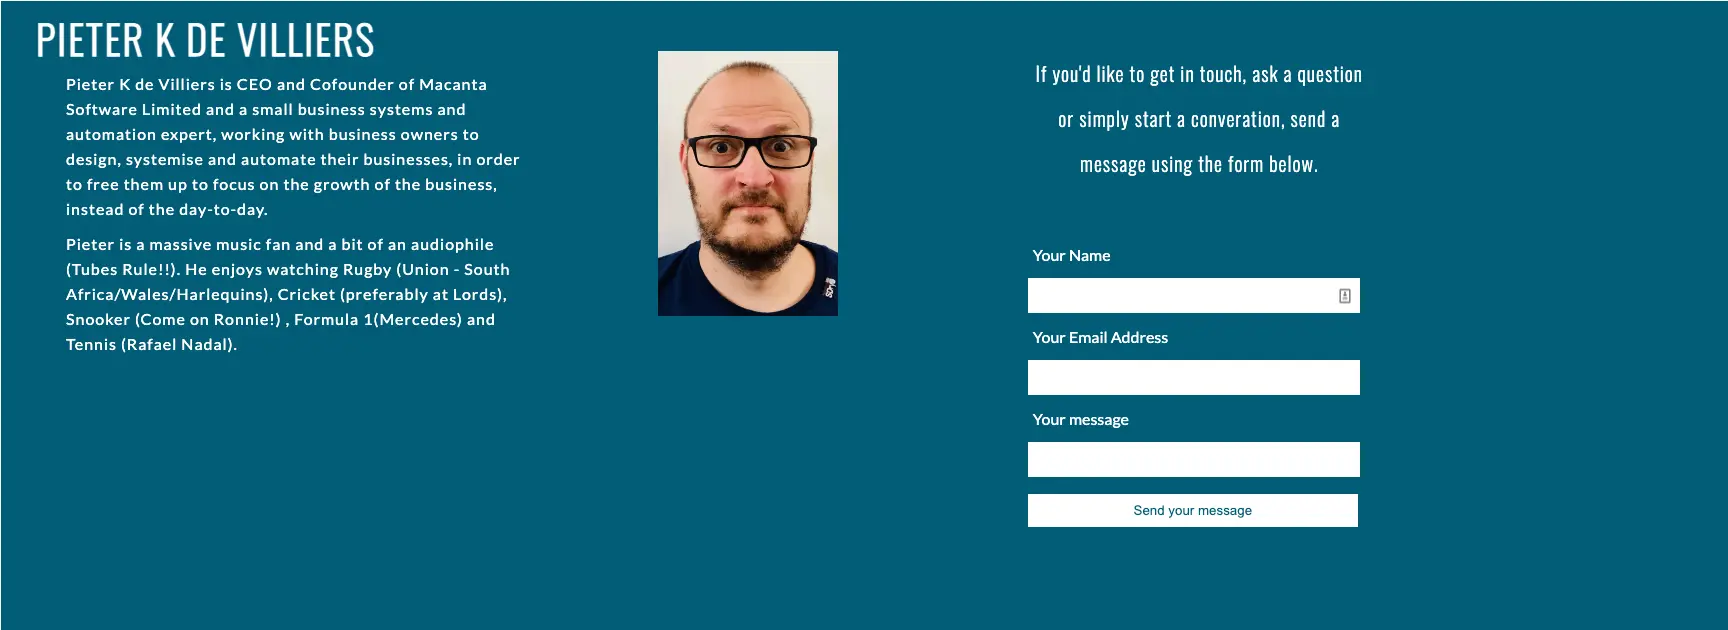 PIETER K DE VILLIERS
Pieter K de Villiers is CEO and Cofounder of Macanta
Software Limited and a small business systems and
automation expert, working with business owners to
design, systemise and automate their businesses, in order
to free them up to focus on the growth of the business,
instead of the day-to-day.
Pieter is a massive music fan and a bit of an audiophile
(Tubes Rule!!). He enjoys watching Rugby (Union - South
Africa/Wales/Harlequins), Cricket (preferably at Lords),
Snooker (Come on Ronnie!) , Formula 1(Mercedes) and
Tennis (Rafael Nadal).
If you'd like to get in touch, ask a question
or simply start a converation, send a
message using the form below.
Your Name
Your Email Address
Your message
Send your message